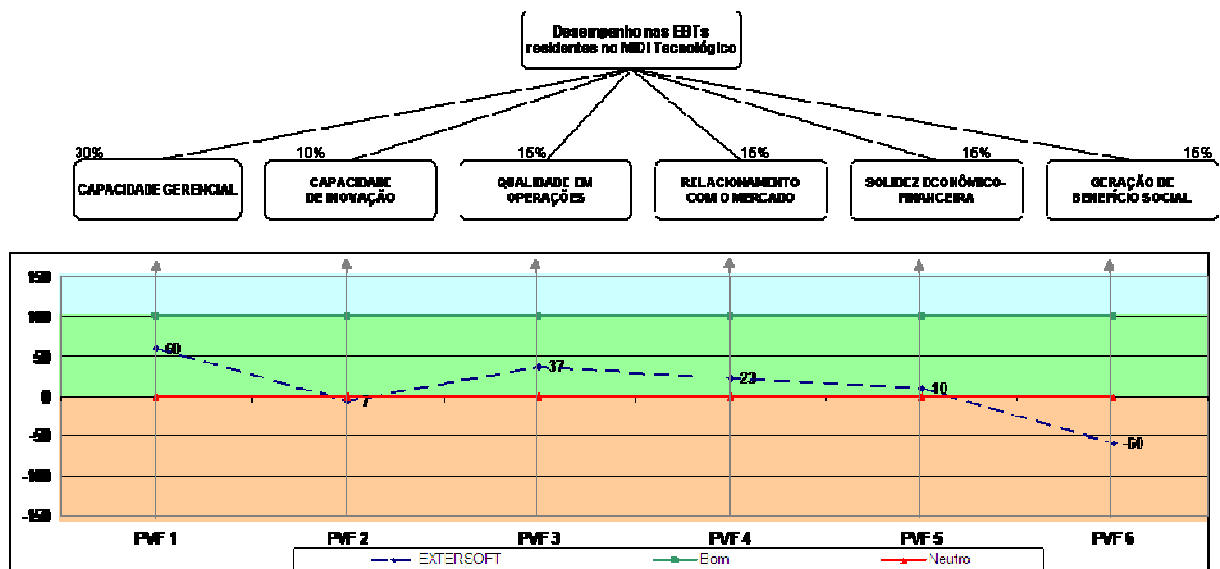 Desempenho nas EBTs
residentes no MIDI Tecnológico
30% 10% 15% 15% 15% 15%
CAPACIDADE GERENCIAL
CAPACIDADE
DE INOVAÇÃO
QUALIDADE EM
OPERAÇÕES
RELACIONAMENTO
COM O MERCADO
SOLIDEZ ECONÔMICO-
FINANCEIRA
GERAÇÃO DE
BENEFÍCIO SOCIAL
150
100
50
0
-50
-100
-150
60
-7
37
23
10
-60
PVF 1 PVF 2 PVF 3 PVF 4 PVF 5 PVF 6
EXTERSOFT Bom Neutro